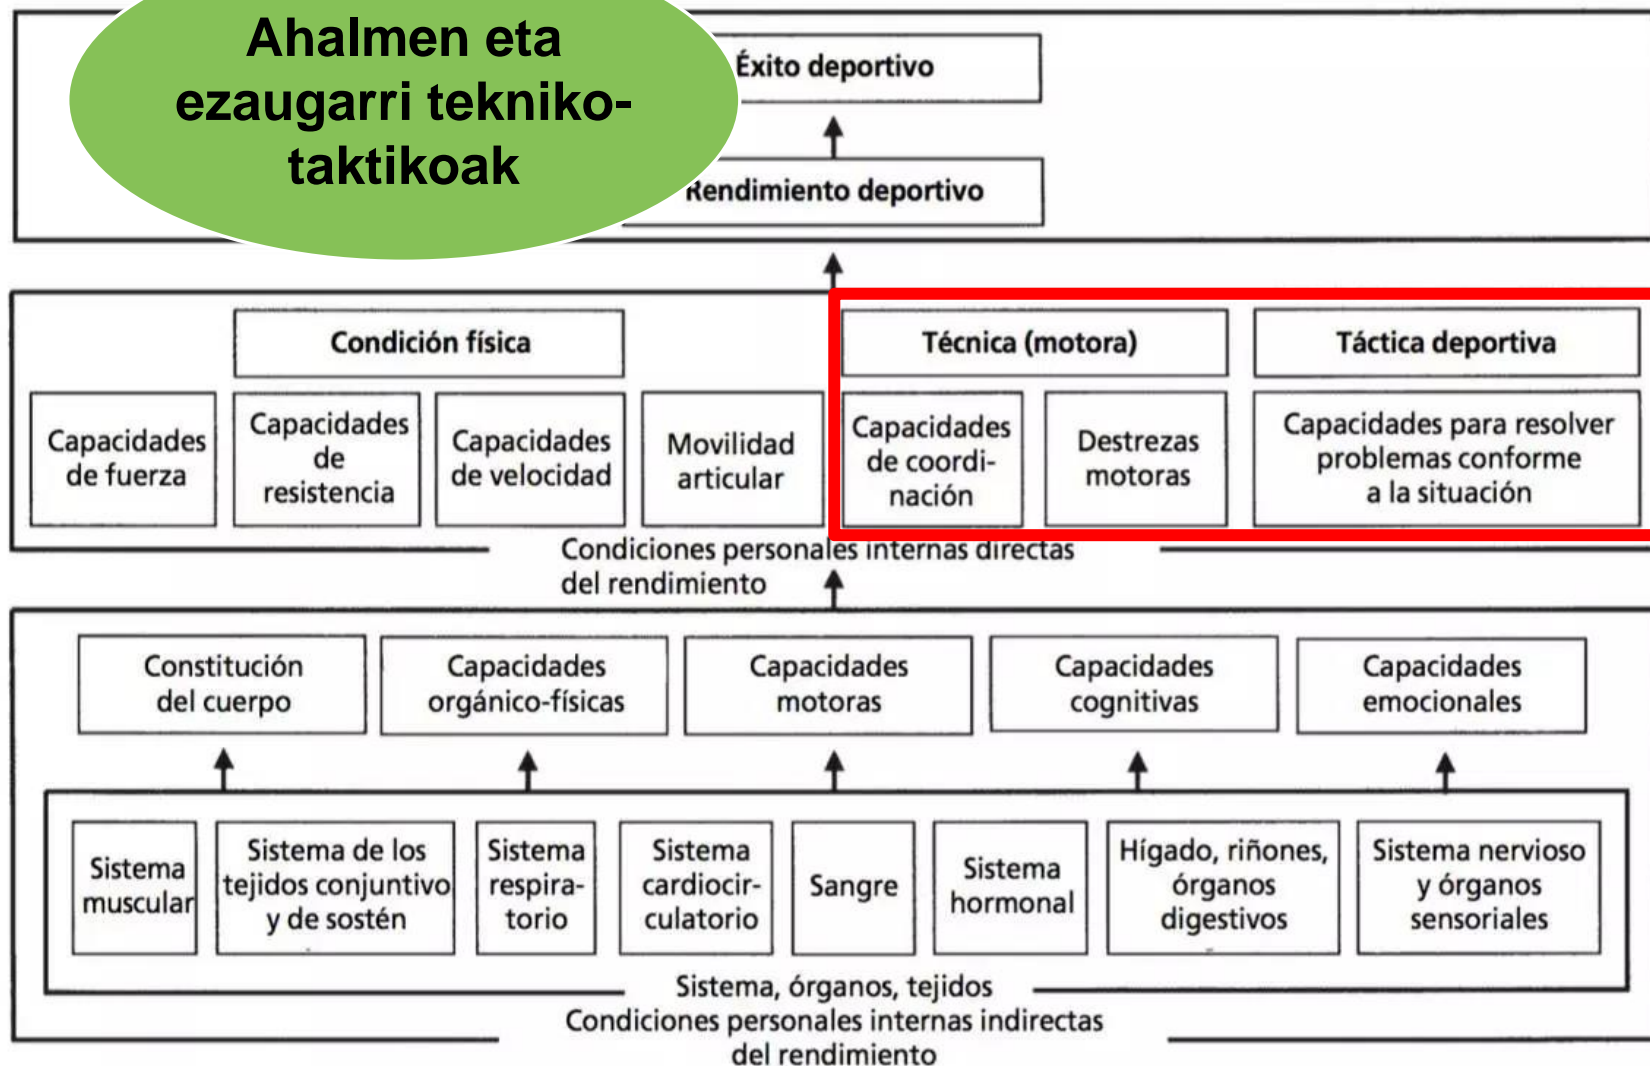 Ahalmen eta
ezaugarri tekniko-
taktikoak
Éxito deportivo
Rendimiento deportivo
Condición física
Técnica (motora)
Táctica deportiva
Capacidades
de fuerza
Capacidades
de
resistencia
Capacidades
de velocidad
Movilidad
articular
Capacidades
de coordi-
nación
Destrezas
motoras
Capacidades para resolver
problemas conforme
a la situación
Condiciones personales internas directas
del rendimiento
Constitución
del cuerpo
Capacidades
orgánico-físicas
Capacidades
motoras
Capacidades
cognitivas
Capacidades
emocionales
Sistema
muscular
Sistema de los
tejidos conjuntivo
y de sostén
Sistema
respira-
torio
Sistema
cardiocir-
culatorio
Sangre
Sistema
hormonal
Hígado, riñones,
órganos
digestivos
Sistema nervioso
y órganos
sensoriales
Sistema, órganos, tejidos
Condiciones personales internas indirectas
del rendimiento